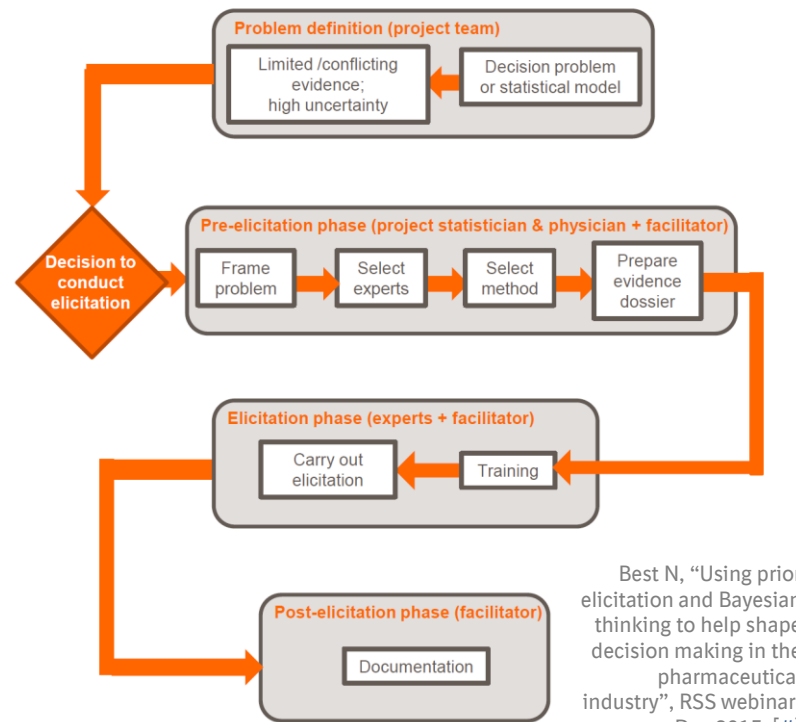 Problem definition (project team)
Limited /conflicting
evidence;
high uncertainty
Decision problem
or statistical model
Decision to
conduct
elicitation
Pre-elicitation phase (project statistician & physician + facilitator)
Frame
problem
Select
experts
Select
method
Prepare
evidence
dossier
Elicitation phase (experts + facilitator)
Carry out
elicitation
Training
Post-elicitation phase (facilitator)
Documentation
Best N, “Using prior
elicitation and Bayesian
thinking to help shape
decision making in the
pharmaceutica
industry”, RSS webinar